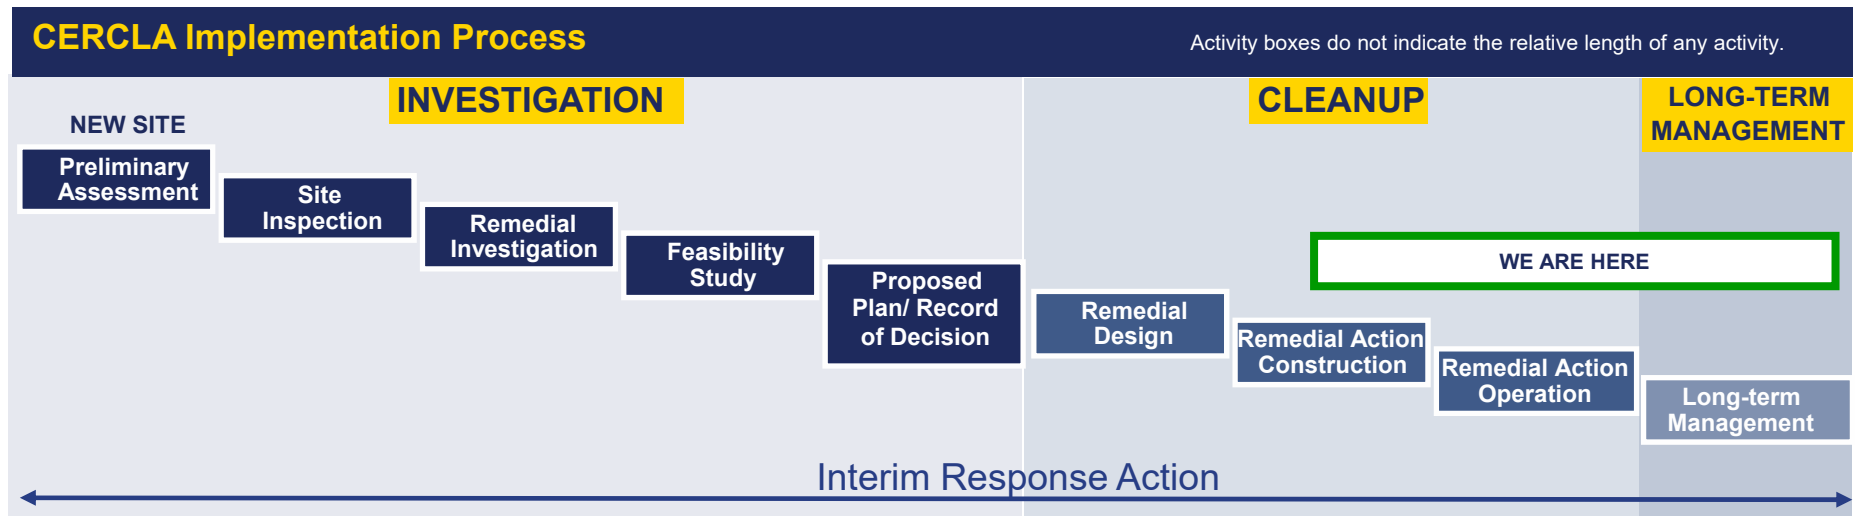 CERCLA Implementation Process
Activity boxes do not indicate the relative length of any activity.
INVESTIGATION
CLEANUP
LONG-TERM
MANAGEMENT
NEW SITE
Preliminary
Assessment
Site
Inspection
Remedial
Investigation
Feasibility
Study
Proposed
Plan/ Record
of Decision
Remedial
Design
Remedial Action
Construction
Remedial Action
Operation
Long-term
Management
WE ARE HERE
Interim Response Action